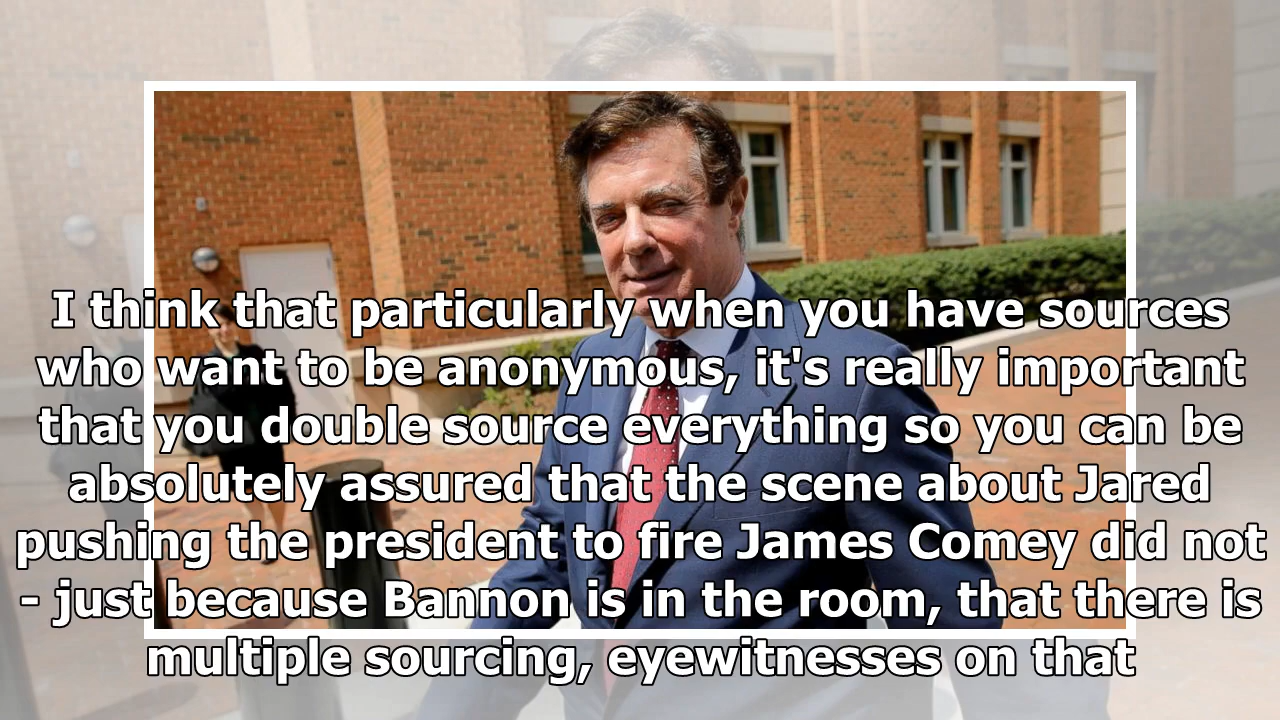 I think that particularly when you have sources
who want to be anonymous, it's really important
that you double source everything so you can be
absolutely assured that the scene about Jared
pushing the president to fire James Comey did not
- just because Bannon is in the room, that there is
multiple sourcing, eyewitnesses on that